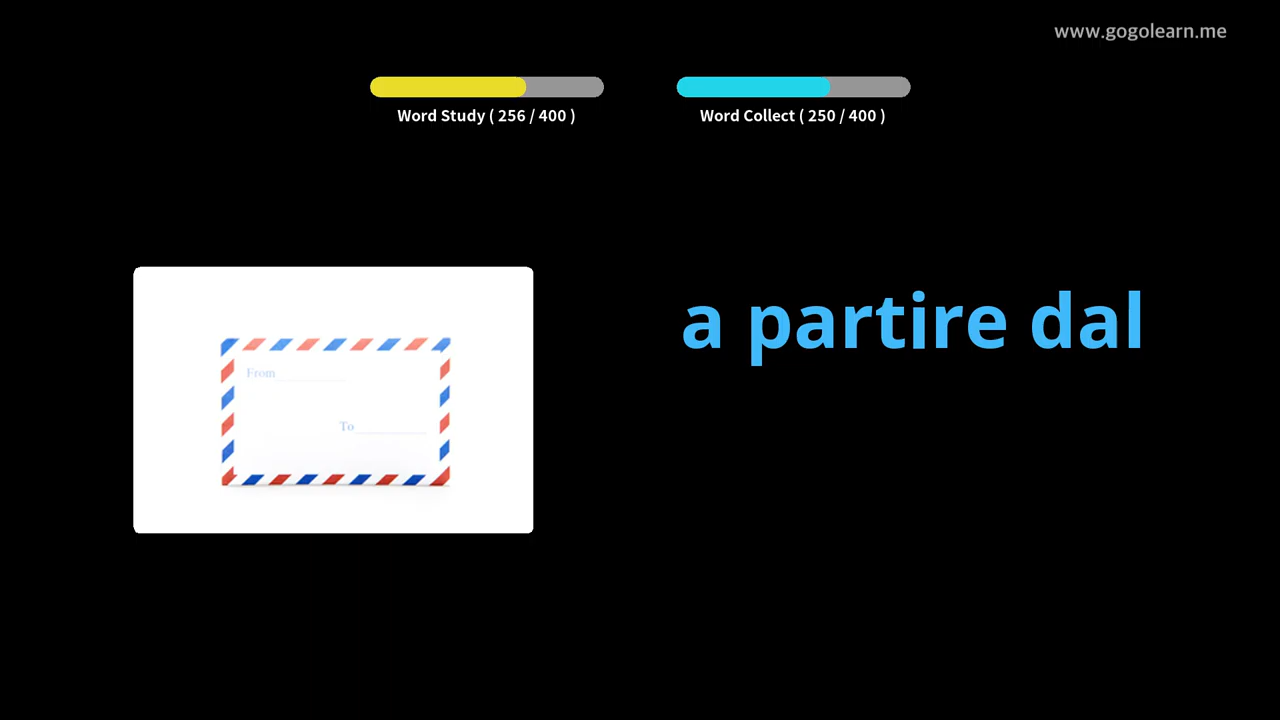 www.gogolearn.me
Word Study ( 256 / 400 )
Word Collect ( 250 / 400 )
a partire dal
From
To